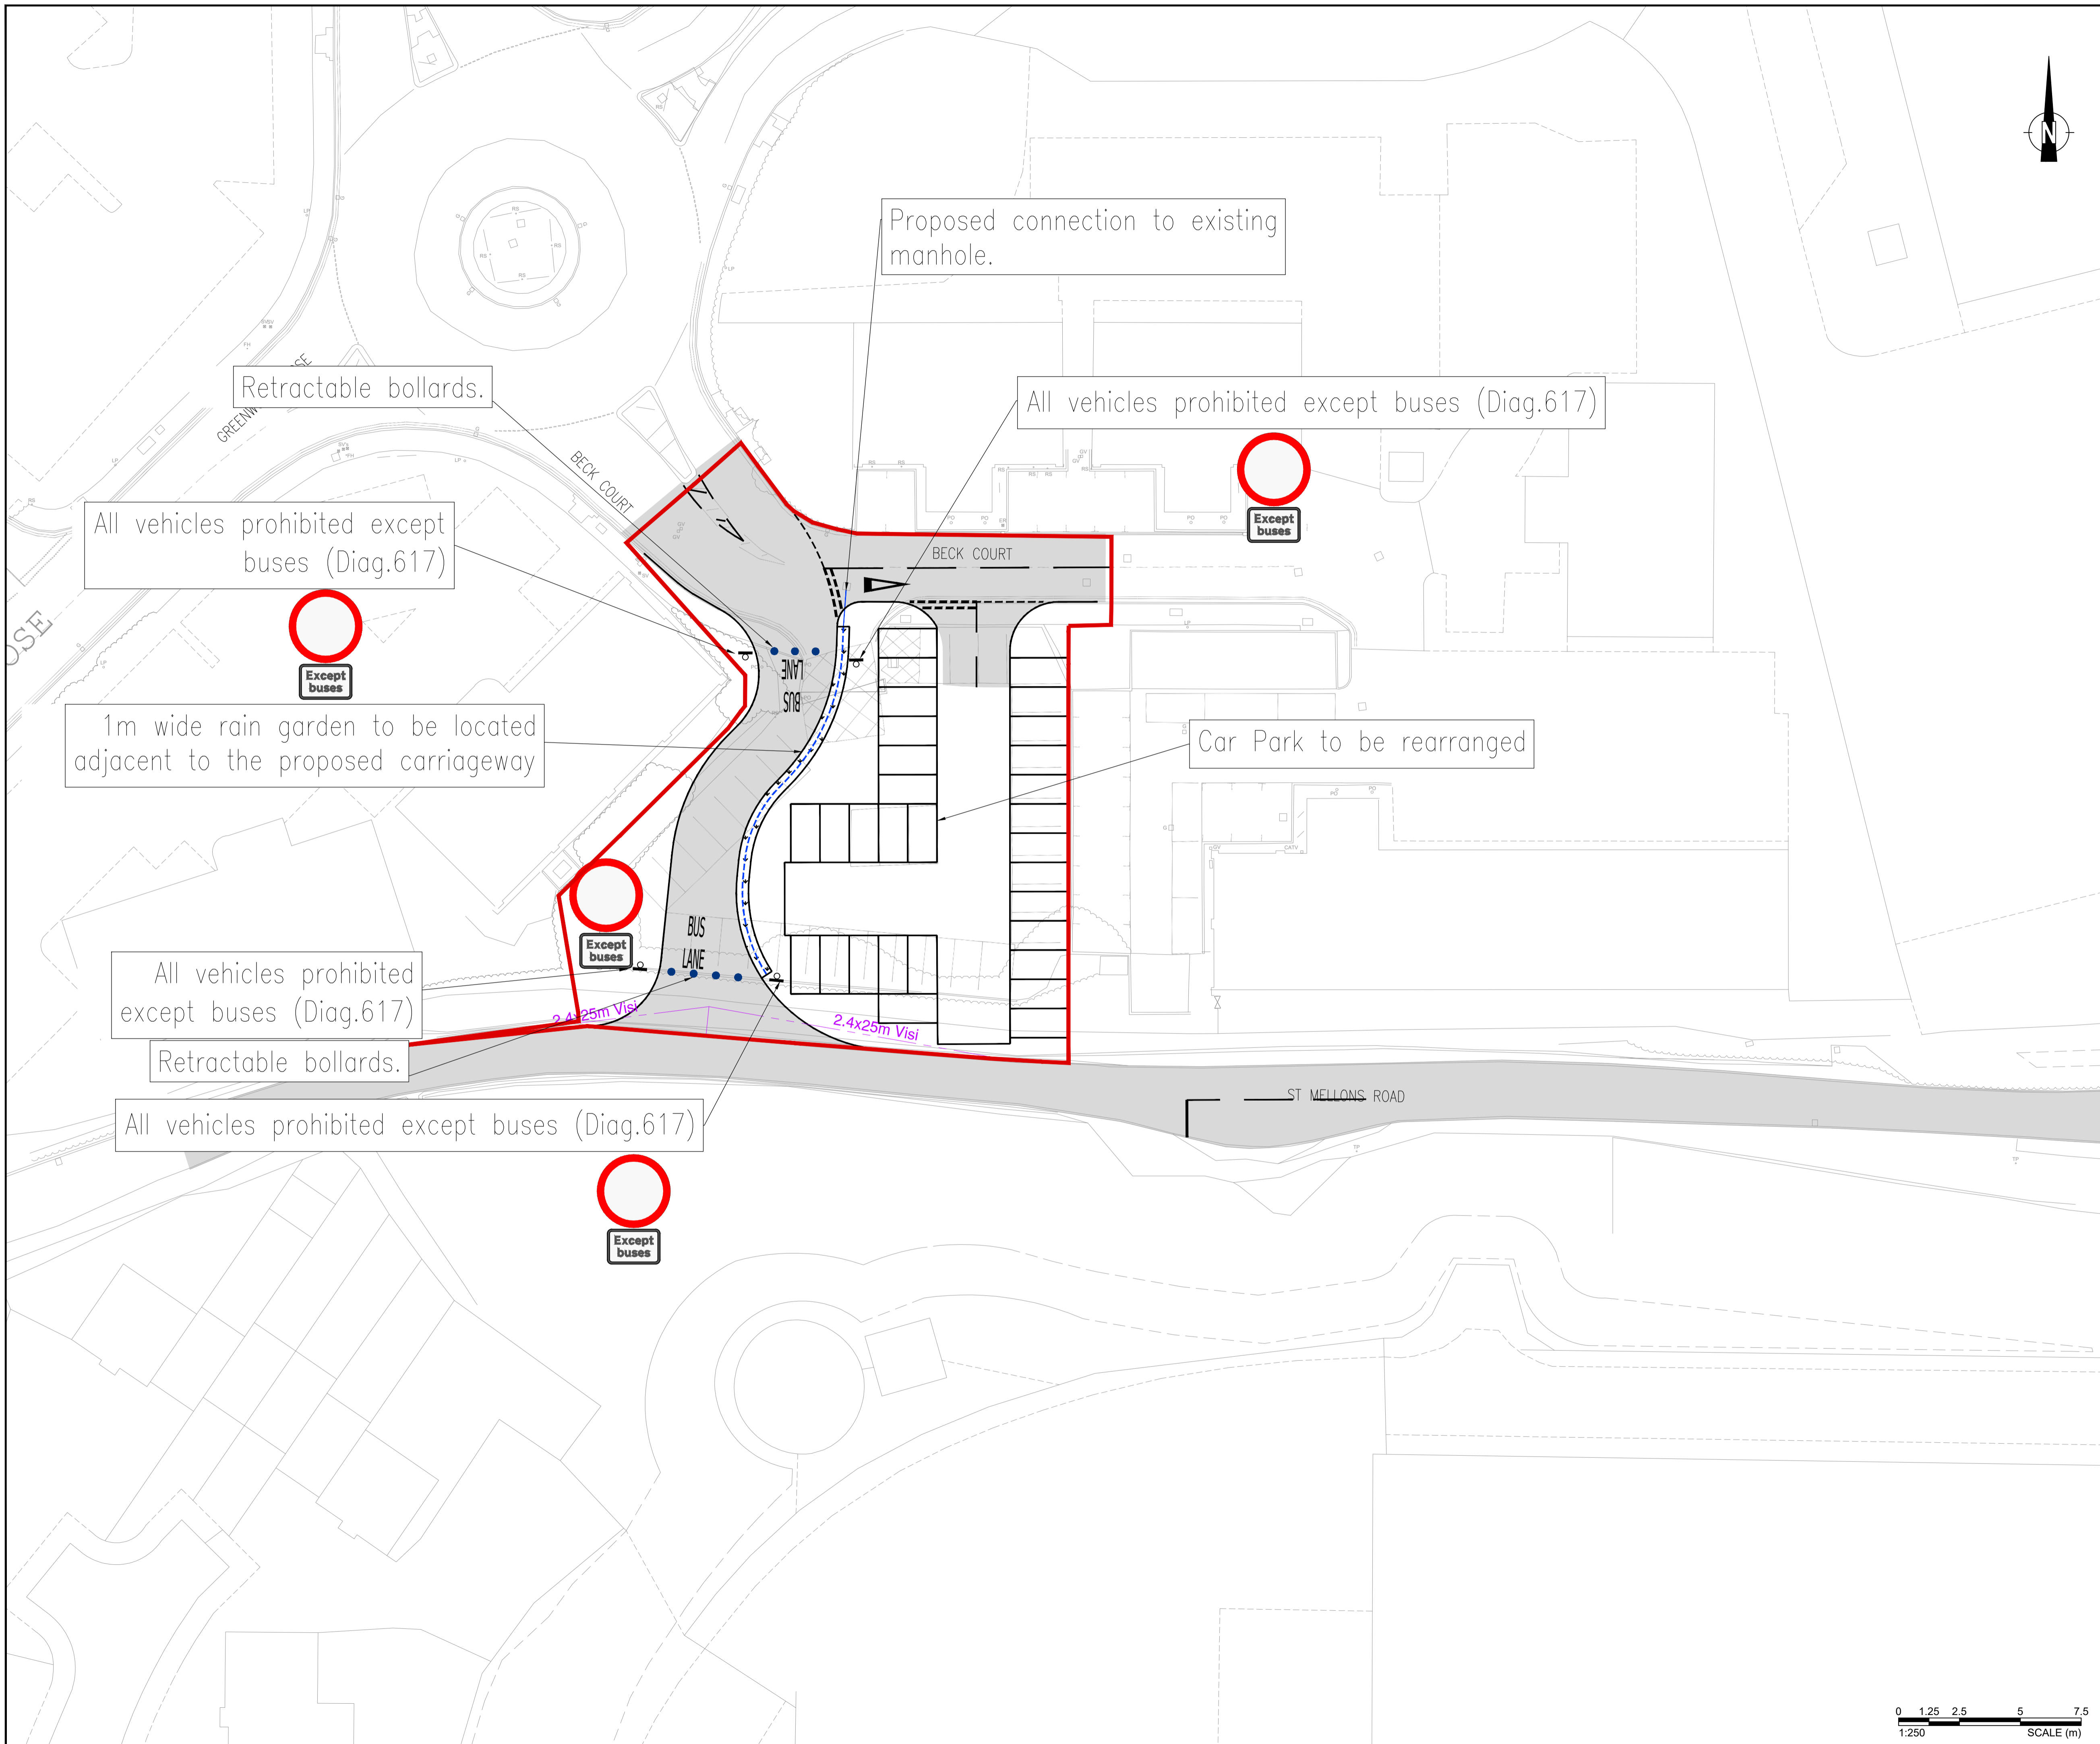 N
Proposed connection to existing
manhole.
Retractable bollards.
All vehicles prohibited except buses (Diag.617)
Except
buses
BECK COURT
All vehicles prohibited except
buses (Diag.617)
Except
buses
BECK COURT
LANE
BUS
1m wide rain garden to be located
adjacent to the proposed carriageway
Car Park to be rearranged
Except
buses
BUS
LANE
All vehicles prohibited
except buses (Diag.617)
2.4x25m Visi
2.4x25m Visi
Retractable bollards.
ST MELLONS ROAD
All vehicles prohibited except buses (Diag.617)
Except
buses
0 1.25 2.5 5 7.5
1:250 SCALE (m)